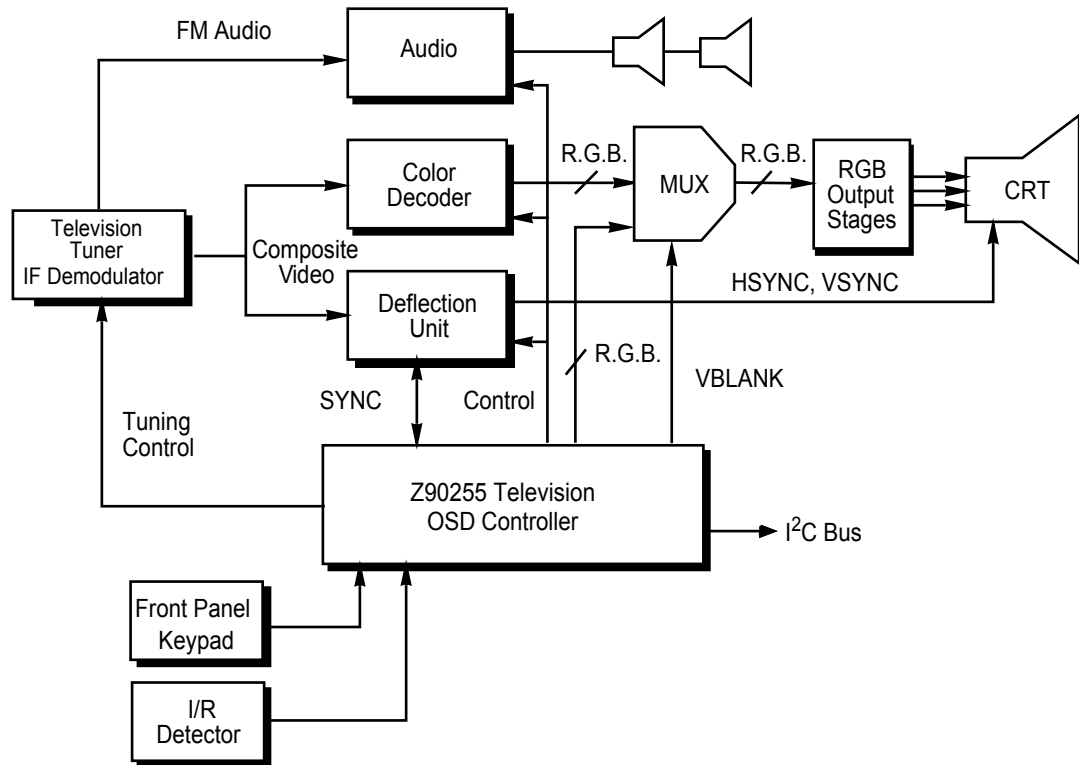 FM Audio
Audio
R.G.B.
MUX
R.G.B.
Color
Decoder
RGB
Output
Stages
CRT
Television
Tuner
IF Demodulator
Composite
Video
Deflection
Unit
HSYNC, VSYNC
R.G.B.
VBLANK
SYNC
Control
Tuning
Control
Z90255 Television
OSD Controller
I²C Bus
Front Panel
Keypad
I/R
Detector